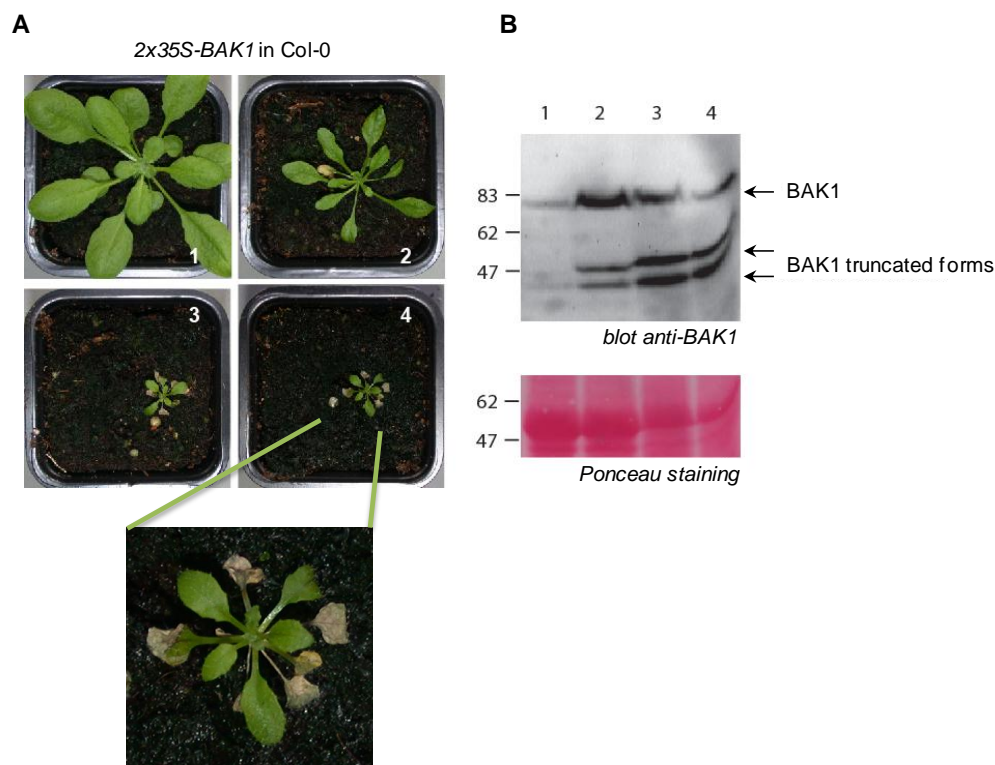 A
2x35S-BAK1 in Col-0
1
2
3
4
B
1 2 3 4
83
62
47
BAK1
BAK1 truncated forms
blot anti-BAK1
62
47
Ponceau staining